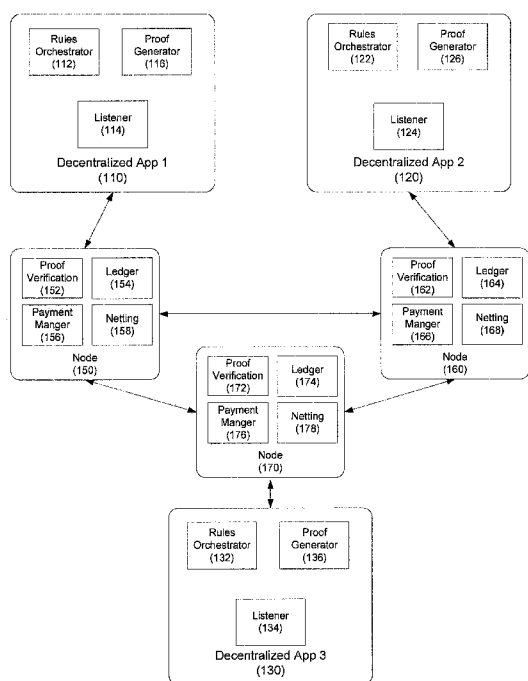 Rules
Orchestrator
(112)
Proof
Generator
(116)
Listener
(114)
Decentralized App 1
(110)
Rules
Orchestrator
(122)
Proof
Generator
(126)
Listener
(124)
Decentralized App 2
(120)
Proof
Verification
(152)
Ledger
(154)
Payment
Manger
(156)
Netting
(158)
Node
(150)
Proof
Verification
(162)
Ledger
(164)
Payment
Manger
(166)
Netting
(168)
Node
(160)
Proof
Verification
(172)
Ledger
(174)
Payment
Manger
(176)
Netting
(178)
Node
(170)
Rules
Orchestrator
(132)
Proof
Generator
(136)
Listener
(134)
Decentralized App 3
(130)